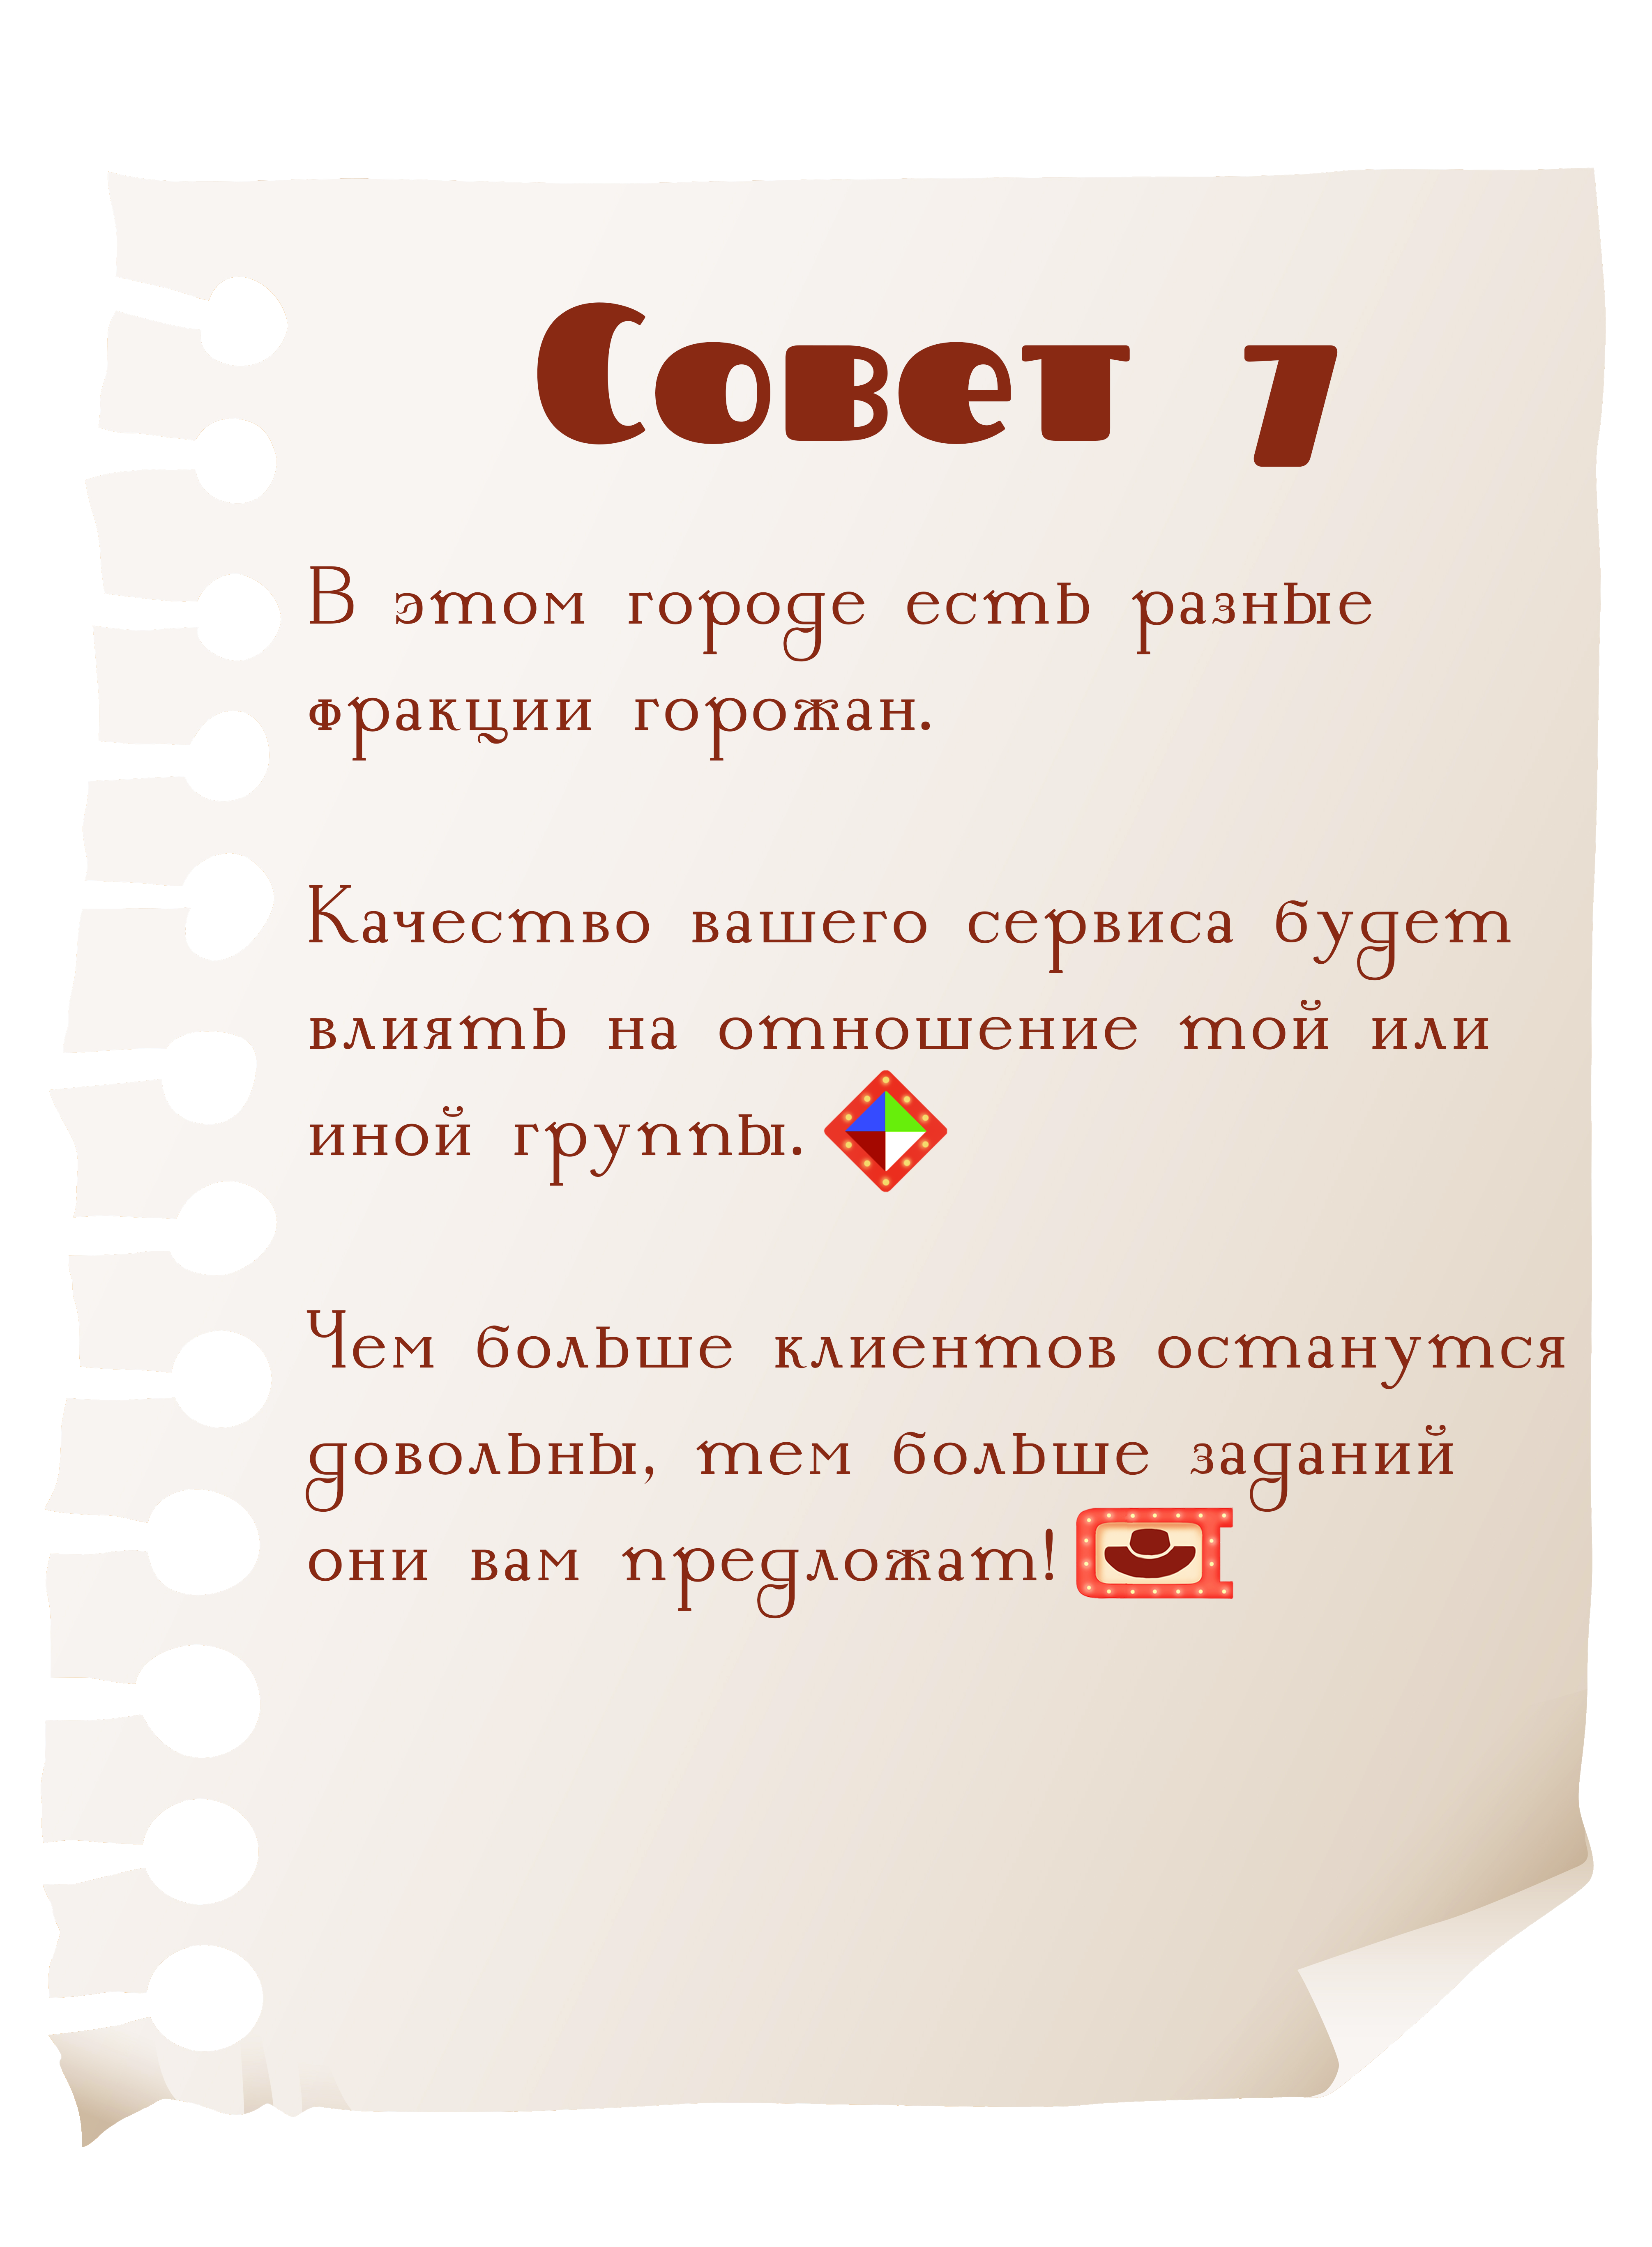 Совет 7
В этом городе есть разные
фракции горожан.
Качество вашего сервиса будет
влиять на отношение той или
иной группы.
Чем больше клиентов останутся
довольны, тем больше заданий
они вам предложат!